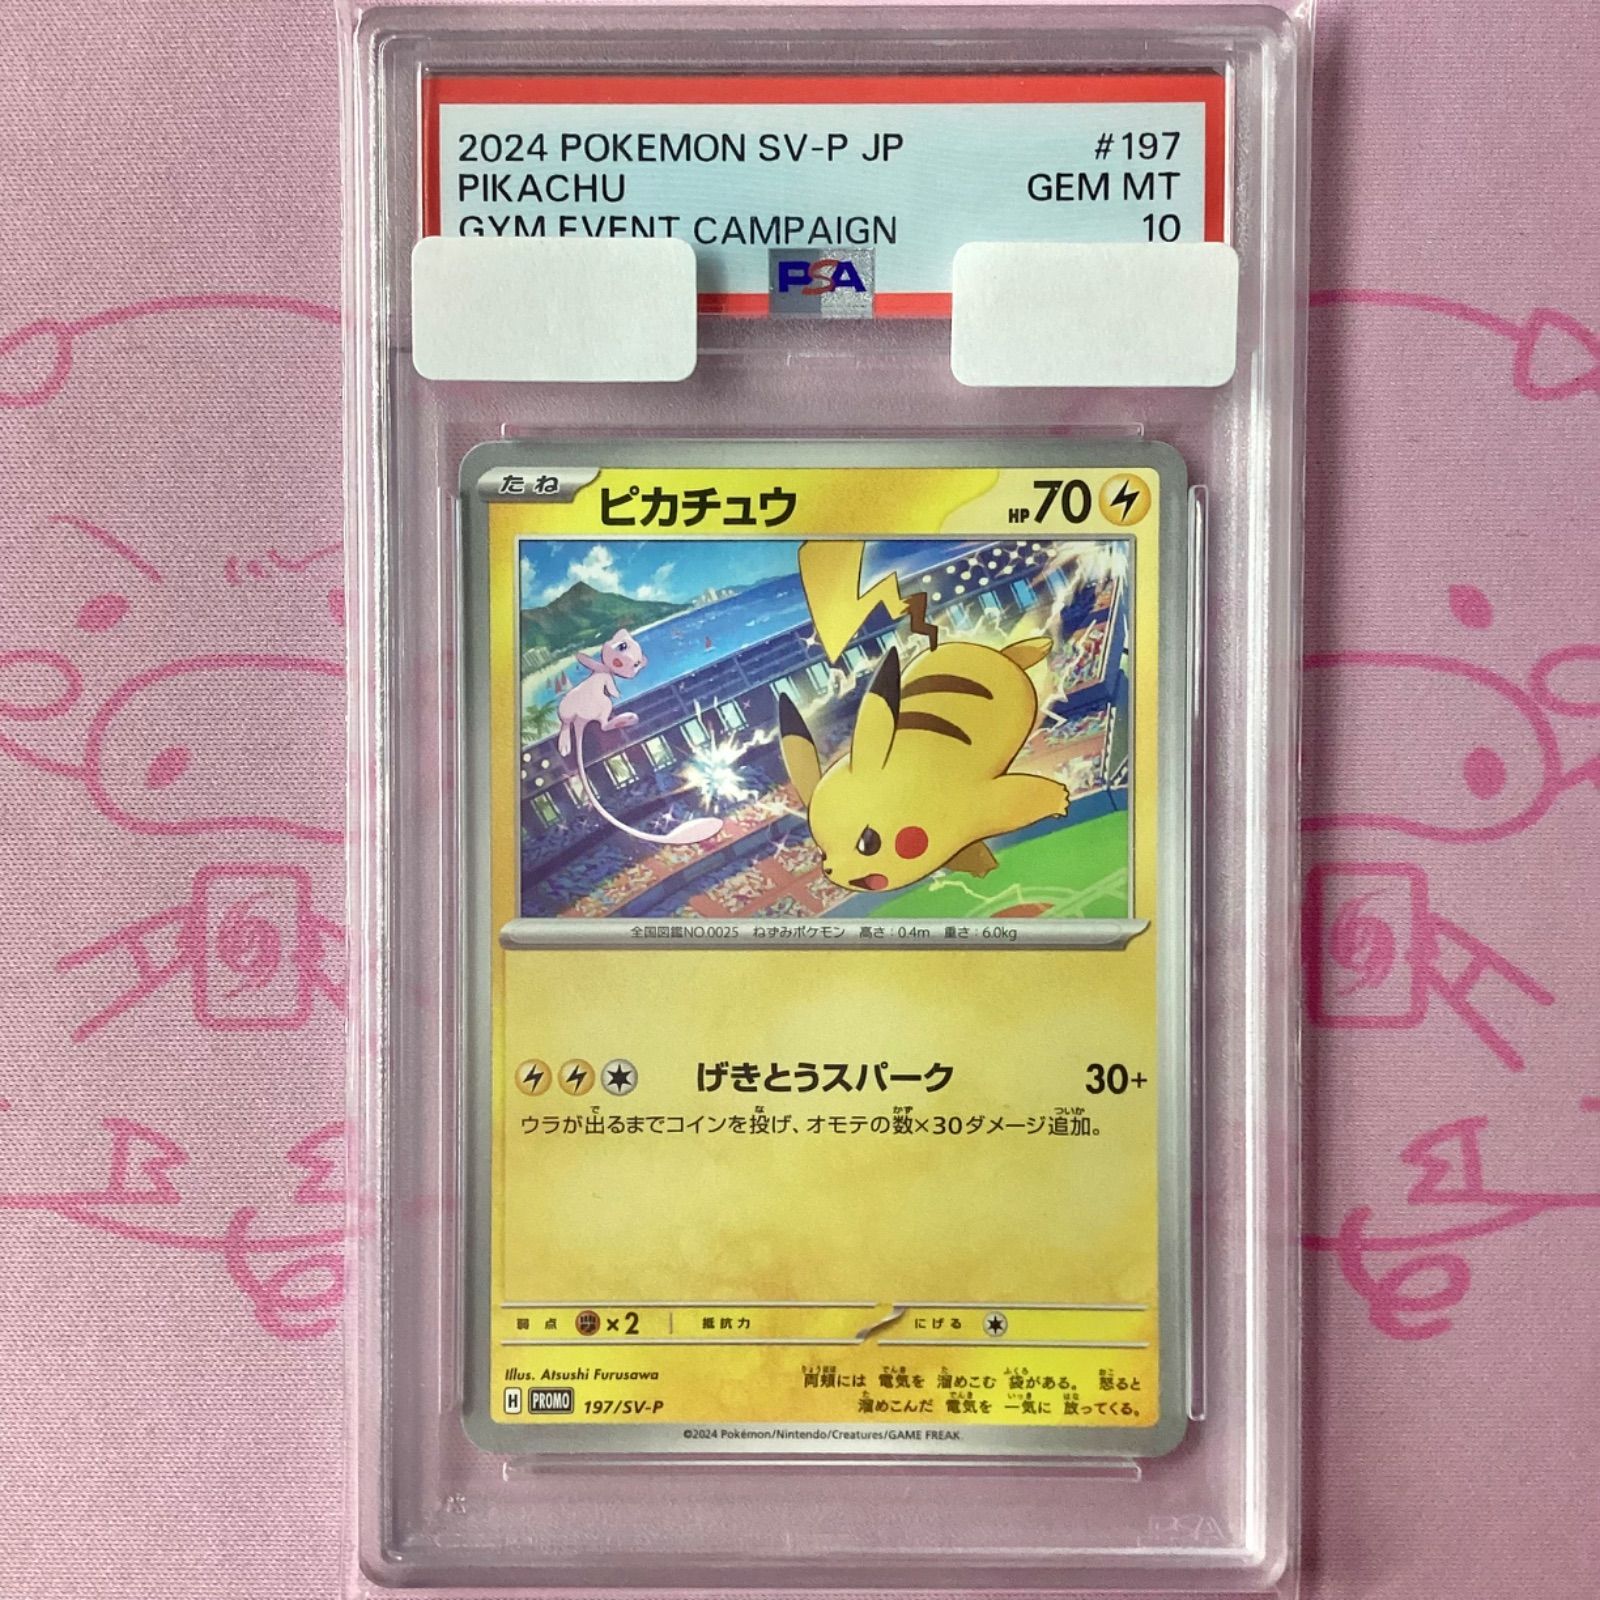 2024 POKEMON SV-P JP #197
PIKACHU GEM MT
GYM EVENT CAMPAIGN 10
PSA
たね ピカチュウ HP70
全国図鑑NO.0025 ねずみポケモン 高さ:0.4m 重さ:6.0kg
げきとうスパーク 30+
ウラが出るまでコインを投げ、オモテの数×30ダメージ追加。
弱点 ×2 抵抗力 にげる
Illus. Atsushi Furusawa
両頬には 電気を 溜めこむ 袋がある。 怒ると
溜めこんだ 電気を 一気に 放ってくる。
H PROMO 197/SV-P
©2024 Pokémon/Nintendo/Creatures/GAME FREAK
PSA